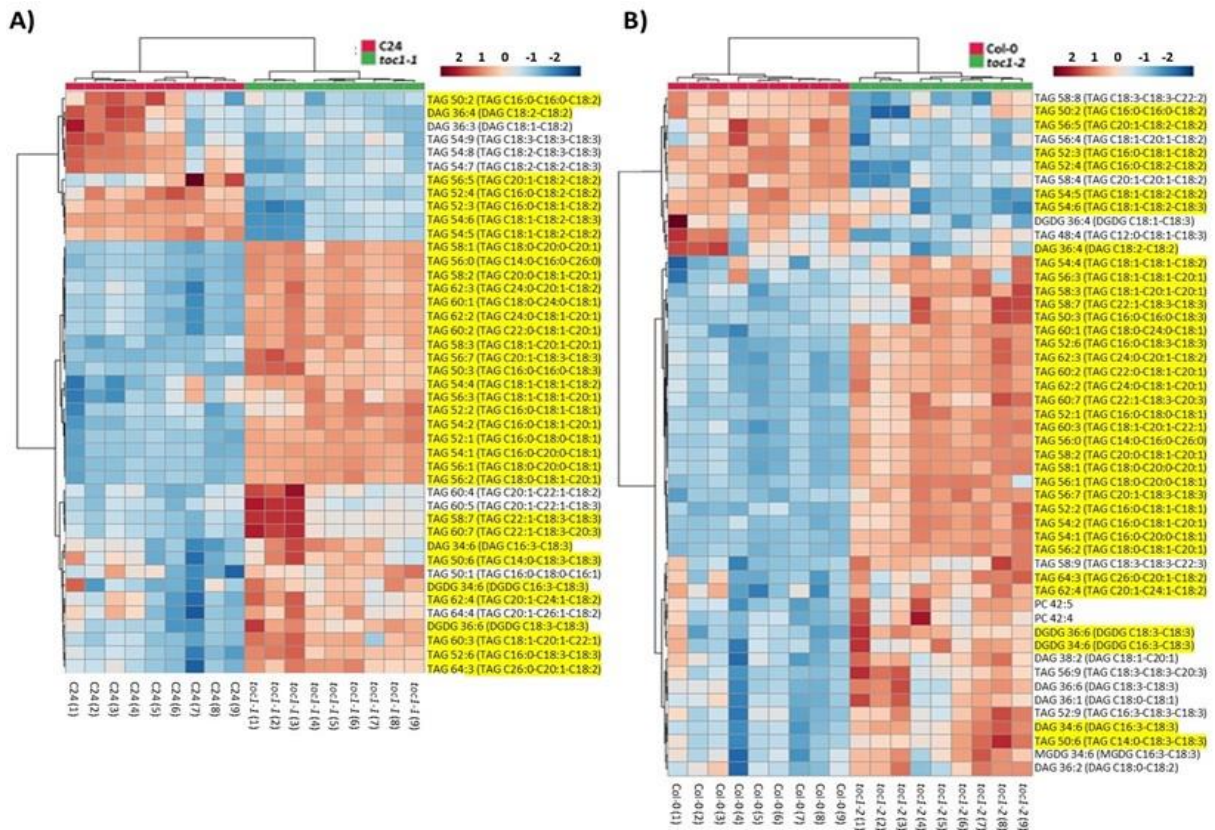 A)
C24
toc1-1
2 1 0 -1 -2
TAG 50:2 (TAG C16:0-C16:0-C18:2)
DAG 36:4 (DAG C18:2-C18:2)
DAG 36:3 (DAG C18:1-C18:2)
TAG 54:9 (TAG C18:3-C18:3-C18:3)
TAG 54:8 (TAG C18:2-C18:3-C18:3)
TAG 54:7 (TAG C18:2-C18:2-C18:3)
TAG 56:5 (TAG C20:1-C18:2-C18:2)
TAG 52:4 (TAG C16:0-C18:2-C18:2)
TAG 52:3 (TAG C16:0-C18:1-C18:2)
TAG 54:6 (TAG C18:1-C18:2-C18:3)
TAG 54:5 (TAG C18:1-C18:2-C18:2)
TAG 58:1 (TAG C18:0-C20:0-C20:1)
TAG 56:0 (TAG C14:0-C16:0-C26:0)
TAG 58:2 (TAG C20:0-C18:1-C20:1)
TAG 62:3 (TAG C24:0-C20:1-C18:2)
TAG 60:1 (TAG C18:0-C24:0-C18:1)
TAG 62:2 (TAG C24:0-C18:1-C20:1)
TAG 60:2 (TAG C22:0-C18:1-C20:1)
TAG 58:3 (TAG C18:1-C20:1-C20:1)
TAG 56:7 (TAG C20:1-C18:3-C18:3)
TAG 50:3 (TAG C16:0-C16:0-C18:3)
TAG 54:4 (TAG C18:1-C18:1-C18:2)
TAG 56:3 (TAG C18:1-C18:1-C20:1)
TAG 52:2 (TAG C16:0-C18:1-C18:1)
TAG 54:2 (TAG C16:0-C18:1-C20:1)
TAG 52:1 (TAG C16:0-C18:0-C18:1)
TAG 54:1 (TAG C16:0-C20:0-C18:1)
TAG 56:1 (TAG C18:0-C20:0-C18:1)
TAG 56:2 (TAG C18:0-C18:1-C20:1)
TAG 60:4 (TAG C20:1-C22:1-C18:2)
TAG 60:5 (TAG C20:1-C22:1-C18:3)
TAG 58:7 (TAG C22:1-C18:3-C18:3)
TAG 60:7 (TAG C22:1-C18:3-C20:3)
DAG 34:6 (DAG C16:3-C18:3)
TAG 50:6 (TAG C14:0-C18:3-C18:3)
TAG 50:1 (TAG C16:0-C18:0-C16:1)
DGDG 34:6 (DGDG C16:3-C18:3)
TAG 62:4 (TAG C20:1-C24:1-C18:2)
TAG 64:4 (TAG C20:1-C26:1-C18:2)
DGDG 36:6 (DGDG C18:3-C18:3)
TAG 60:3 (TAG C18:1-C20:1-C22:1)
TAG 52:6 (TAG C16:0-C18:3-C18:3)
TAG 64:3 (TAG C26:0-C20:1-C18:2)
C24 (1)
C24 (2)
C24 (3)
C24 (4)
C24 (5)
C24 (6)
C24 (7)
C24 (8)
C24 (9)
toc1-1 (1)
toc1-1 (2)
toc1-1 (3)
toc1-1 (4)
toc1-1 (5)
toc1-1 (6)
toc1-1 (7)
toc1-1 (8)
toc1-1 (9)
B)
Col-0
toc1-2
2 1 0 -1 -2
TAG 58:8 (TAG C18:3-C18:3-C22:2)
TAG 50:2 (TAG C16:0-C16:0-C18:2)
TAG 56:5 (TAG C20:1-C18:2-C18:2)
TAG 56:4 (TAG C18:1-C20:1-C18:2)
TAG 52:3 (TAG C16:0-C18:1-C18:2)
TAG 52:4 (TAG C16:0-C18:2-C18:2)
TAG 58:4 (TAG C20:1-C20:1-C18:2)
TAG 54:5 (TAG C18:1-C18:2-C18:2)
TAG 54:6 (TAG C18:1-C18:2-C18:3)
DGDG 36:4 (DGDG C18:1-C18:3)
TAG 48:4 (TAG C12:0-C18:1-C18:3)
DAG 36:4 (DAG C18:2-C18:2)
TAG 54:4 (TAG C18:1-C18:1-C18:2)
TAG 56:3 (TAG C18:1-C18:1-C20:1)
TAG 58:3 (TAG C18:1-C20:1-C20:1)
TAG 58:7 (TAG C22:1-C18:3-C18:3)
TAG 50:3 (TAG C16:0-C16:0-C18:3)
TAG 60:1 (TAG C18:0-C24:0-C18:1)
TAG 52:6 (TAG C16:0-C18:3-C18:3)
TAG 62:3 (TAG C24:0-C20:1-C18:2)
TAG 60:2 (TAG C22:0-C18:1-C20:1)
TAG 62:2 (TAG C24:0-C18:1-C20:1)
TAG 60:7 (TAG C22:1-C18:3-C20:3)
TAG 52:1 (TAG C16:0-C18:0-C18:1)
TAG 60:3 (TAG C18:1-C20:1-C22:1)
TAG 56:0 (TAG C14:0-C16:0-C26:0)
TAG 58:2 (TAG C20:0-C18:1-C20:1)
TAG 58:1 (TAG C18:0-C20:0-C20:1)
TAG 56:1 (TAG C18:0-C20:0-C18:1)
TAG 56:7 (TAG C20:1-C18:3-C18:3)
TAG 52:2 (TAG C16:0-C18:1-C18:1)
TAG 54:2 (TAG C16:0-C18:1-C20:1)
TAG 54:1 (TAG C16:0-C20:0-C18:1)
TAG 56:2 (TAG C18:0-C18:1-C20:1)
TAG 58:9 (TAG C18:3-C18:3-C22:3)
TAG 64:3 (TAG C26:0-C20:1-C18:2)
TAG 62:4 (TAG C20:1-C24:1-C18:2)
PC 42:5
PC 42:4
DGDG 36:6 (DGDG C18:3-C18:3)
DGDG 34:6 (DGDG C16:3-C18:3)
DAG 38:2 (DAG C18:1-C20:1)
TAG 56:9 (TAG C18:3-C18:3-C20:3)
DAG 36:6 (DAG C18:3-C18:3)
DAG 36:1 (DAG C18:0-C18:1)
TAG 52:9 (TAG C16:3-C18:3-C18:3)
DAG 34:6 (DAG C16:3-C18:3)
TAG 50:6 (TAG C14:0-C18:3-C18:3)
MGDG 34:6 (MGDG C16:3-C18:3)
DAG 36:2 (DAG C18:0-C18:2)
Col-0 (1)
Col-0 (2)
Col-0 (3)
Col-0 (4)
Col-0 (5)
Col-0 (6)
Col-0 (7)
Col-0 (8)
Col-0 (9)
toc1-2 (1)
toc1-2 (2)
toc1-2 (3)
toc1-2 (4)
toc1-2 (5)
toc1-2 (6)
toc1-2 (7)
toc1-2 (8)
toc1-2 (9)